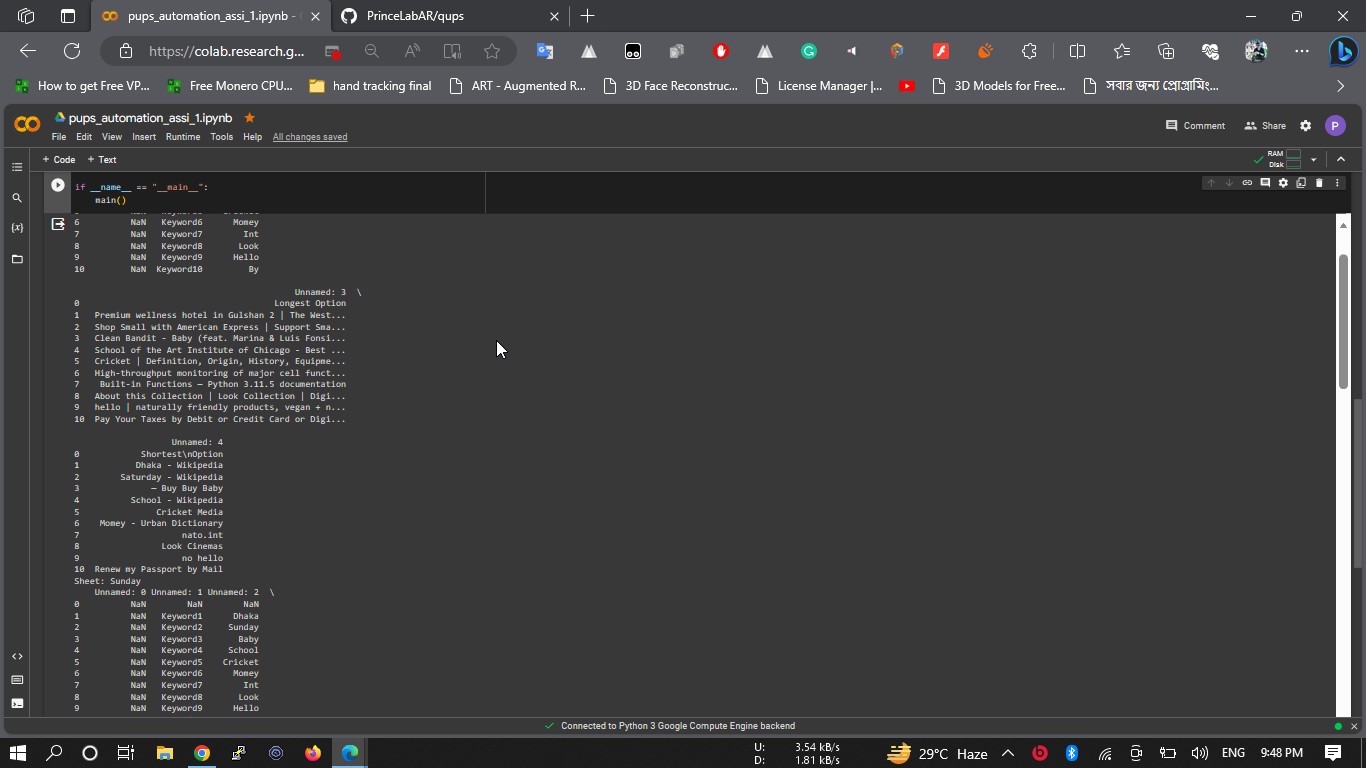 pups_automation_assi_1.ipynb -
PrinceLabAR/qups
https://colab.research.g...
How to get Free VP...
Free Monero CPU...
hand tracking final
ART - Augmented R...
3D Face Reconstruc...
License Manager |...
3D Models for Free...
সবার জন্য প্রোগ্রামিং...
pups_automation_assi_1.ipynb
File Edit View Insert Runtime Tools Help All changes saved
Comment
Share
P
+ Code + Text
RAM
Disk
if __name__ == "__main__":
main()
6 NaN Keyword6 Momey
7 NaN Keyword7 Int
8 NaN Keyword8 Look
9 NaN Keyword9 Hello
10 NaN Keyword10 By
Unnamed: 3 \
0 Longest Option
1 Premium wellness hotel in Gulshan 2 | The West...
2 Shop Small with American Express | Support Sma...
3 Clean Bandit - Baby (feat. Marina & Luis Fonsi...
4 School of the Art Institute of Chicago - Best ...
5 Cricket | Definition, Origin, History, Equipme...
6 High-throughput monitoring of major cell funct...
7 Built-in Functions — Python 3.11.5 documentation
8 About this Collection | Look Collection | Digi...
9 hello | naturally friendly products, vegan + n...
10 Pay Your Taxes by Debit or Credit Card or Digi...
Unnamed: 4
0 Shortest\nOption
1 Dhaka - Wikipedia
2 Saturday - Wikipedia
3 – Buy Buy Baby
4 School - Wikipedia
5 Cricket Media
6 Momey - Urban Dictionary
7 nato.int
8 Look Cinemas
9 no hello
10 Renew my Passport by Mail
Sheet: Sunday
Unnamed: 0 Unnamed: 1 Unnamed: 2 \
0 NaN NaN NaN
1 NaN Keyword1 Dhaka
2 NaN Keyword2 Sunday
3 NaN Keyword3 Baby
4 NaN Keyword4 School
5 NaN Keyword5 Cricket
6 NaN Keyword6 Momey
7 NaN Keyword7 Int
8 NaN Keyword8 Look
9 NaN Keyword9 Hello
Connected to Python 3 Google Compute Engine backend
U: 3.54 kB/s
D: 1.81 kB/s
29°C Haze
ENG
9:48 PM